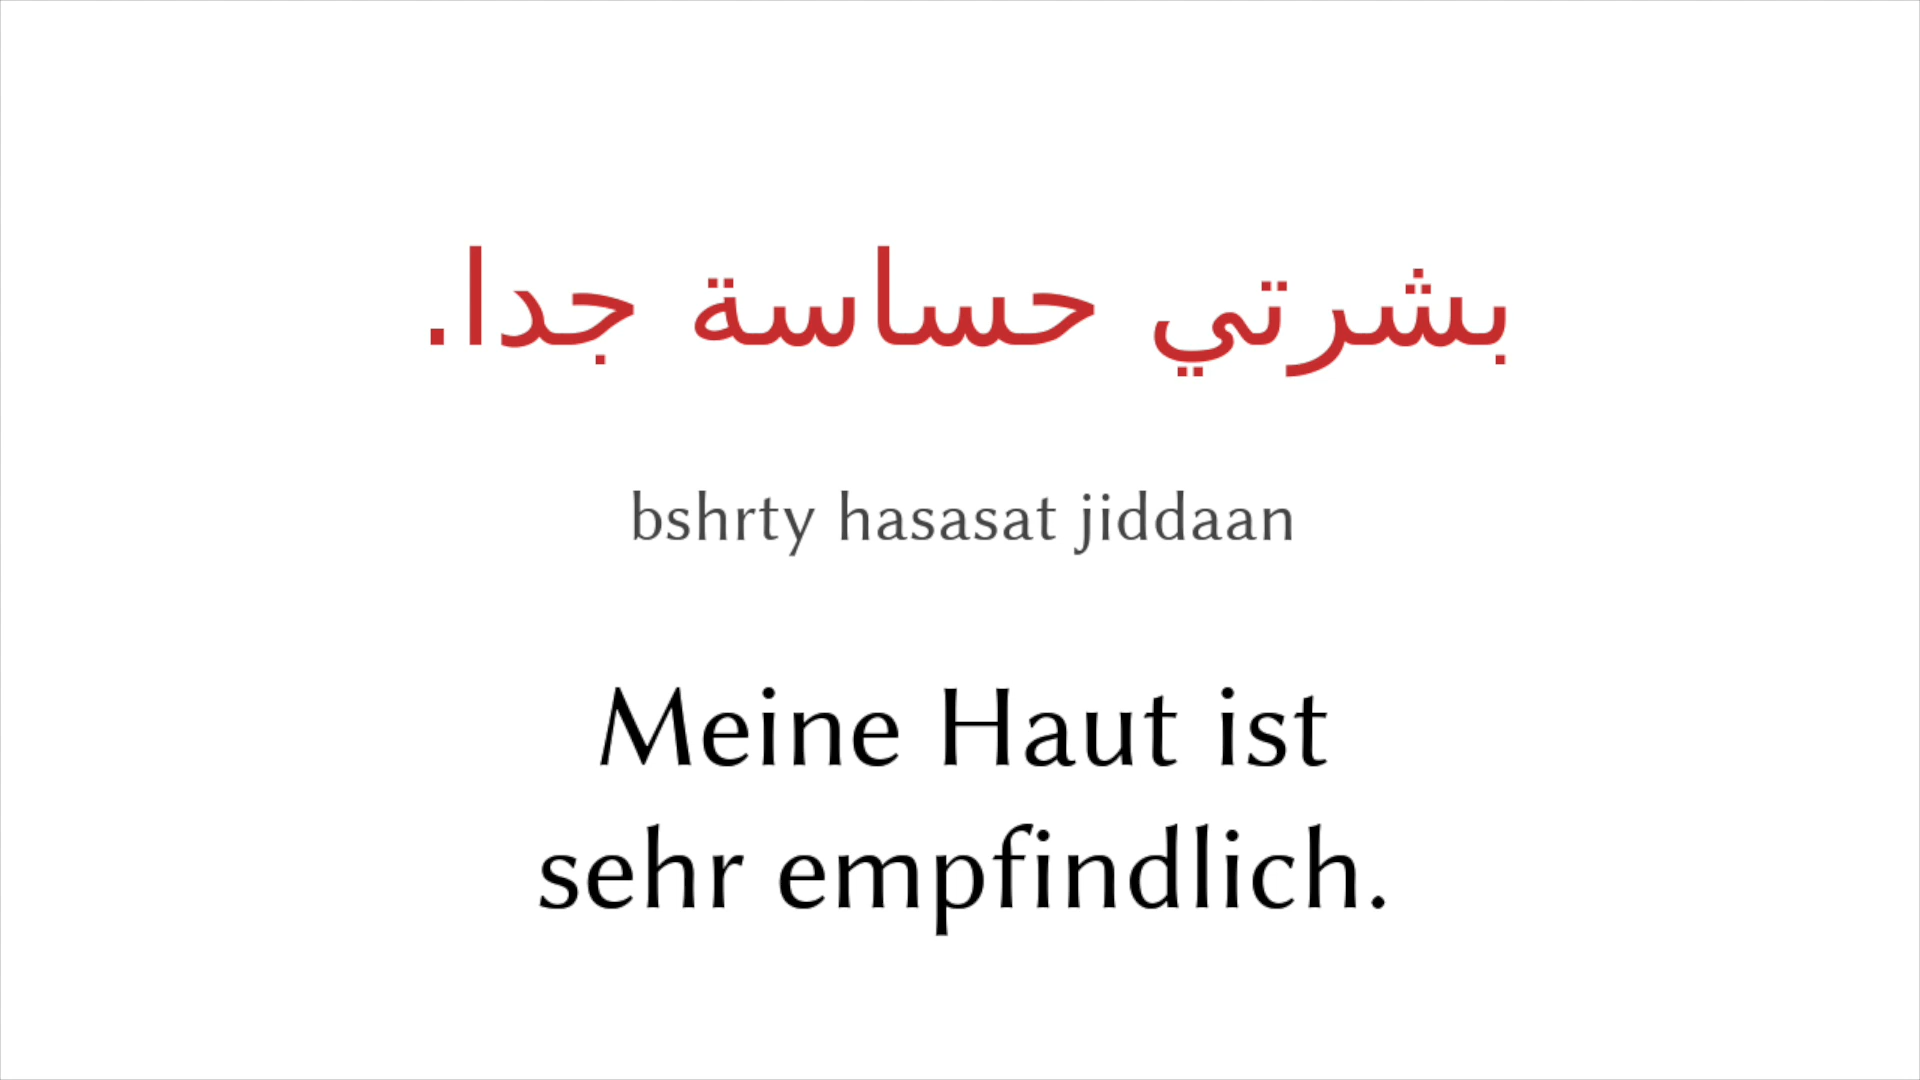 بشرتي حساسة جدا.
bshrty hasasat jiddaan
Meine Haut ist
sehr empfindlich.